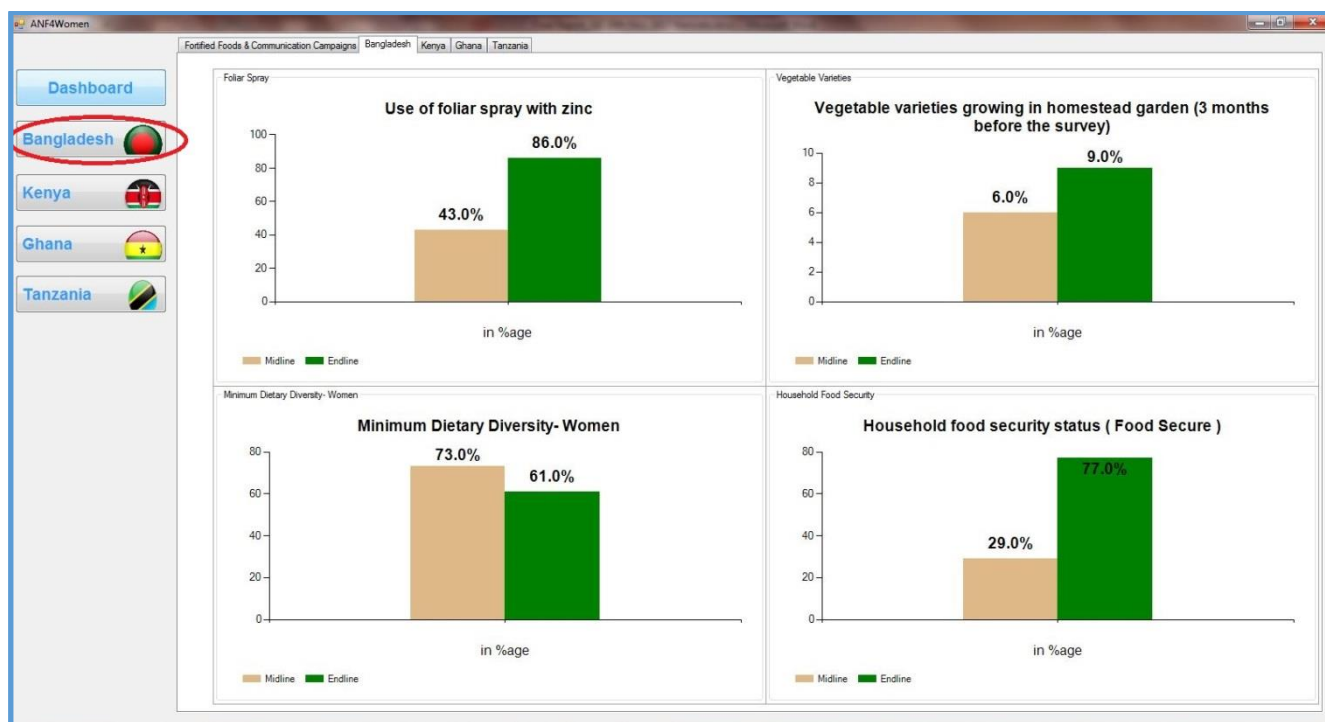 ANF4Women
Fortified Foods & Communication Campaigns Bangladesh Kenya Ghana Tanzania
Dashboard
Bangladesh
Kenya
Ghana
Tanzania
Foliar Spray
Use of foliar spray with zinc
100
80
60
40
20
0
43.0%
86.0%
in %age
Midline Endline
Vegetable Varieties
Vegetable varieties growing in homestead garden (3 months
before the survey)
10
8
6
4
2
0
6.0%
9.0%
in %age
Midline Endline
Minimum Dietary Diversity- Women
Minimum Dietary Diversity- Women
80
60
40
20
0
73.0%
61.0%
in %age
Midline Endline
Household Food Security
Household food security status ( Food Secure )
80
60
40
20
0
29.0%
77.0%
in %age
Midline Endline